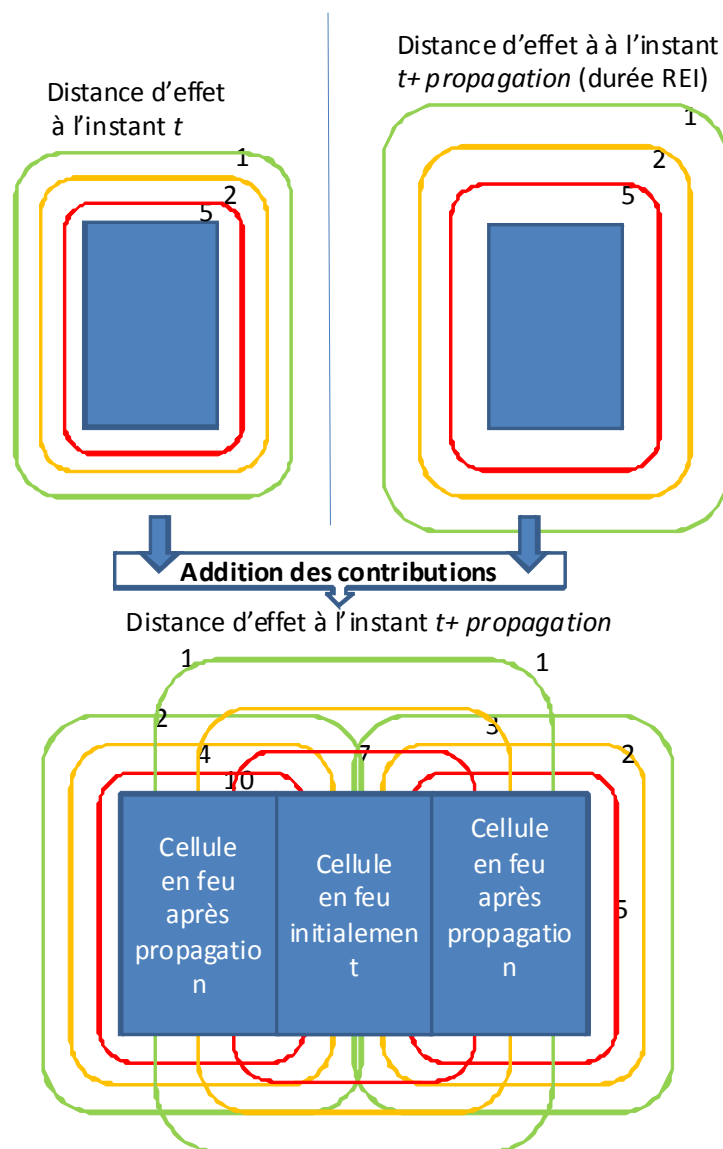 Distance d'effet
à l'instant t
1
2
5
Distance d'effet à à l'instant
t+ propagation (durée REI)
1
2
5
Addition des contributions
Distance d'effet à l'instant t+ propagation
1
1
2
3
4
7
2
10
5
Cellule
en feu
après
propagatio
n
Cellule
en feu
initialemen
t
Cellule
en feu
après
propagatio
n